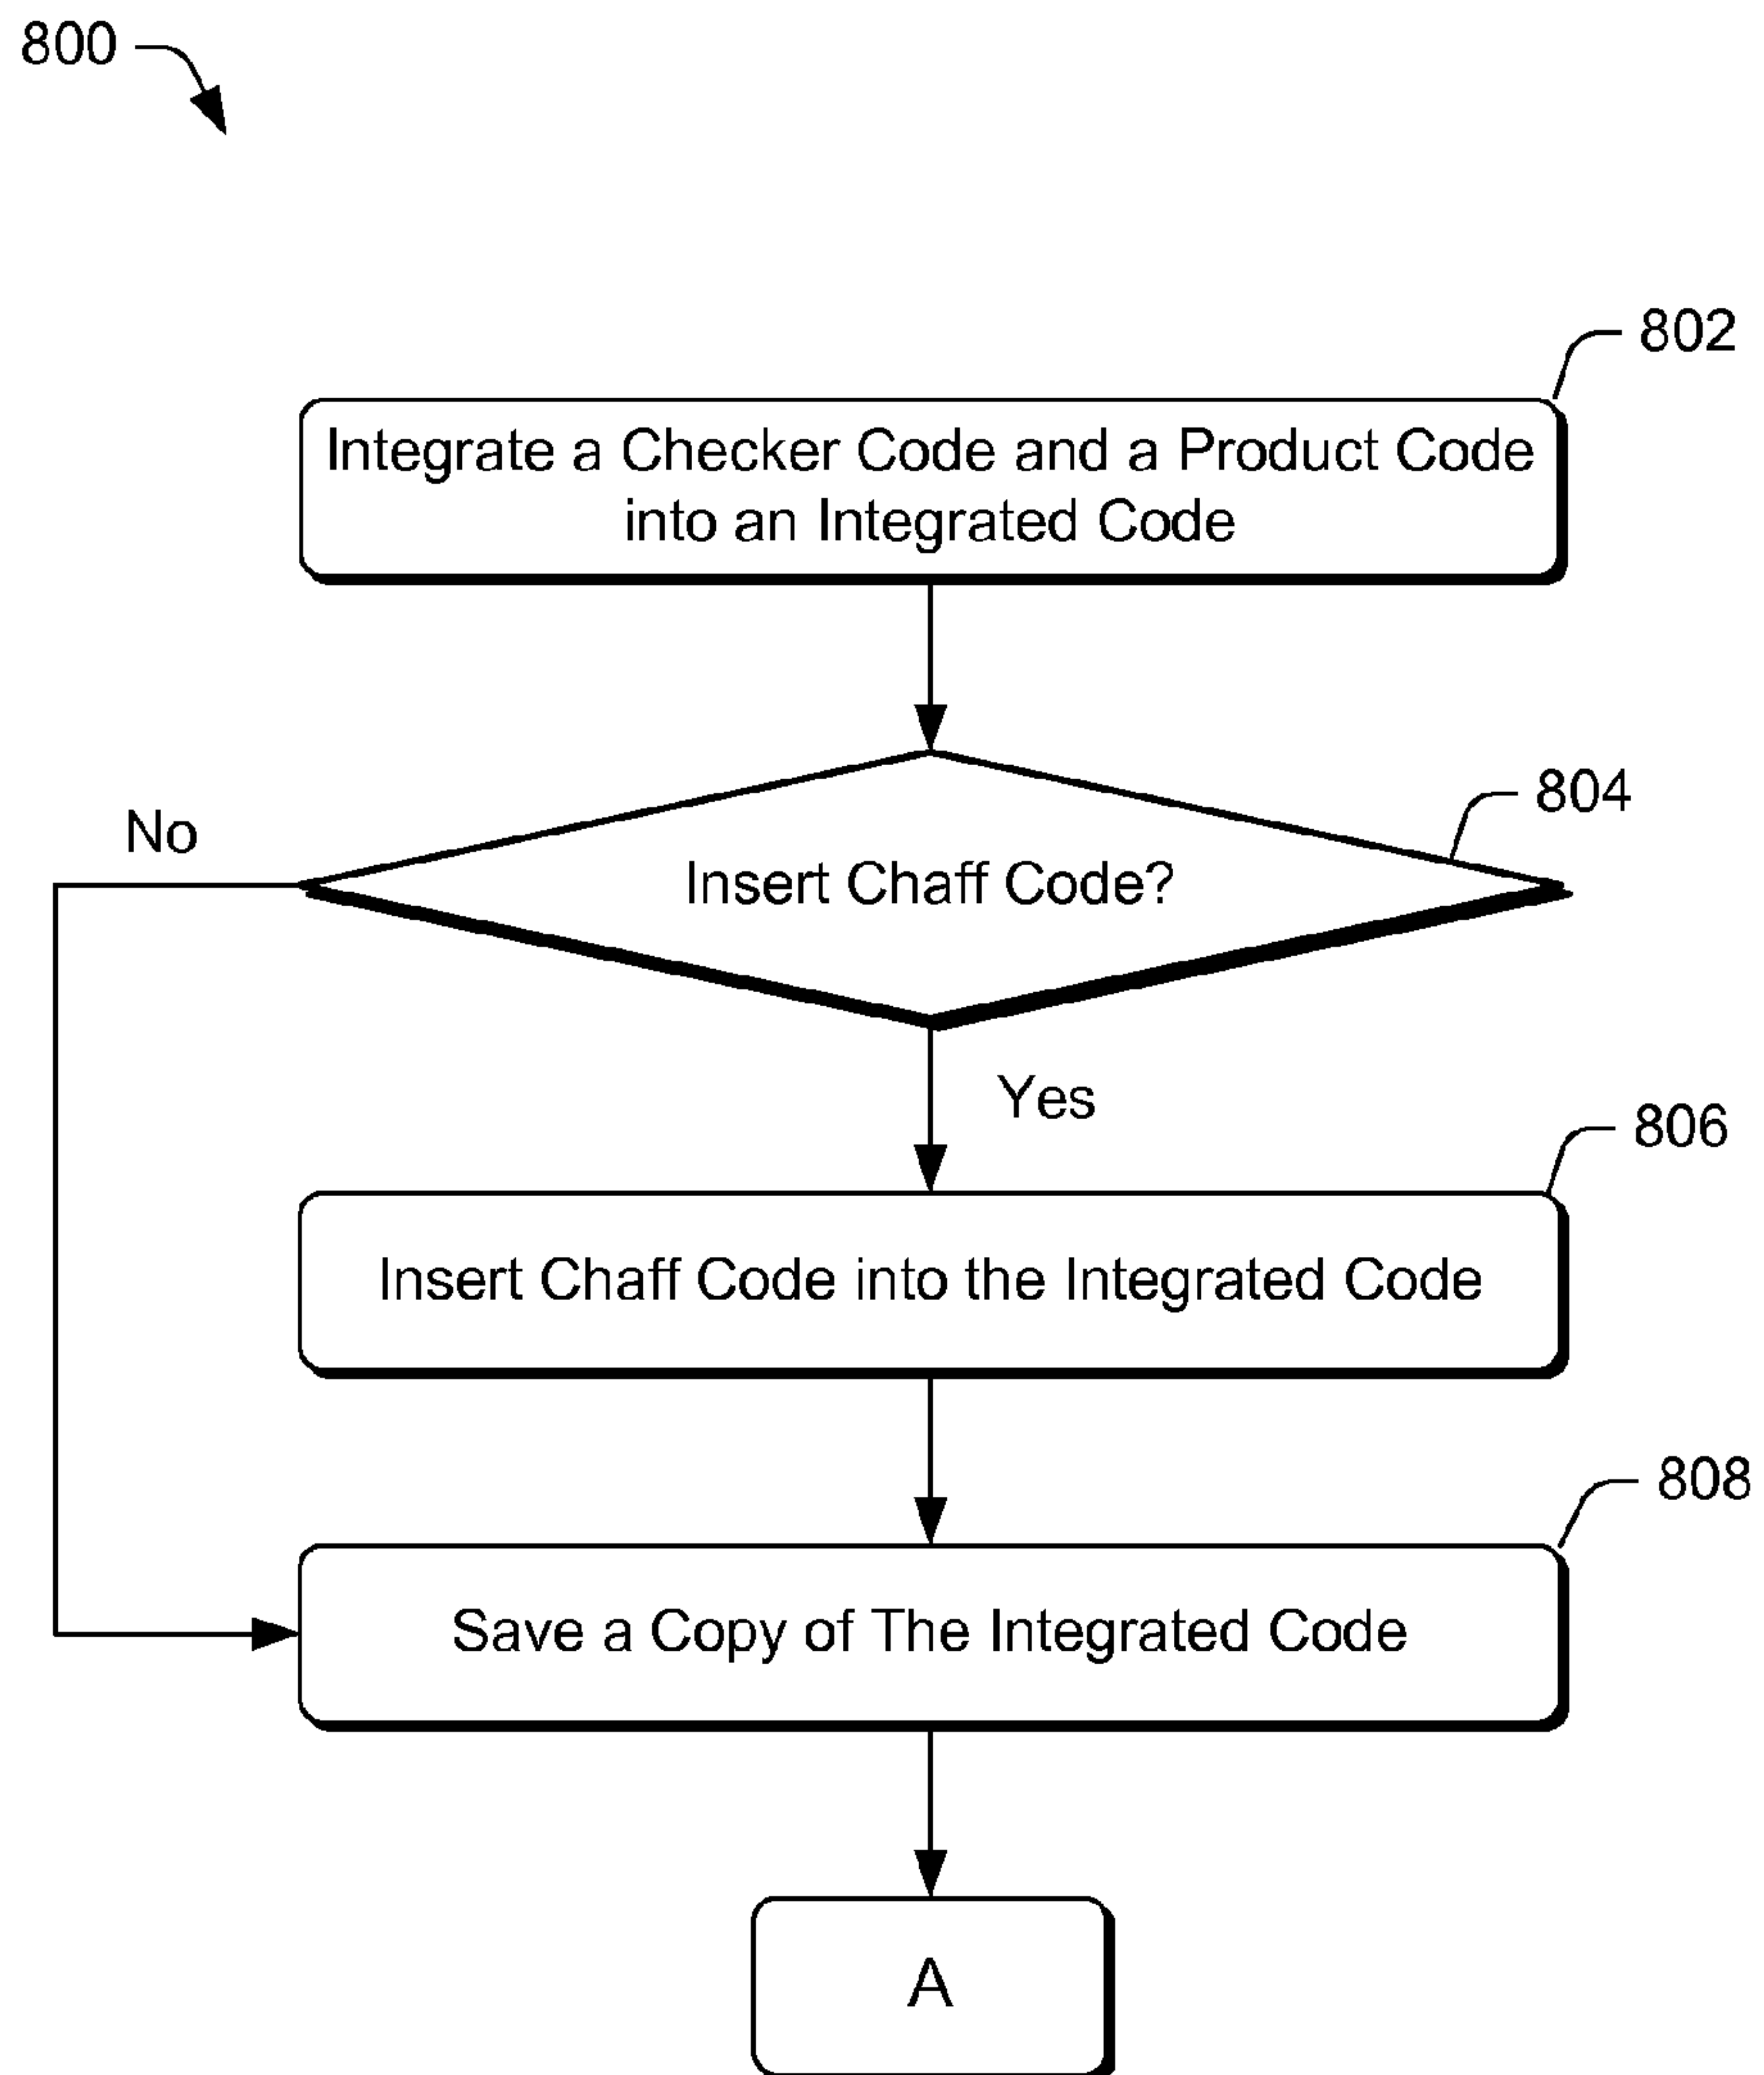 800
802
Integrate a Checker Code and a Product Code
into an Integrated Code
804
No
Insert Chaff Code?
Yes
806
Insert Chaff Code into the Integrated Code
808
Save a Copy of The Integrated Code
A